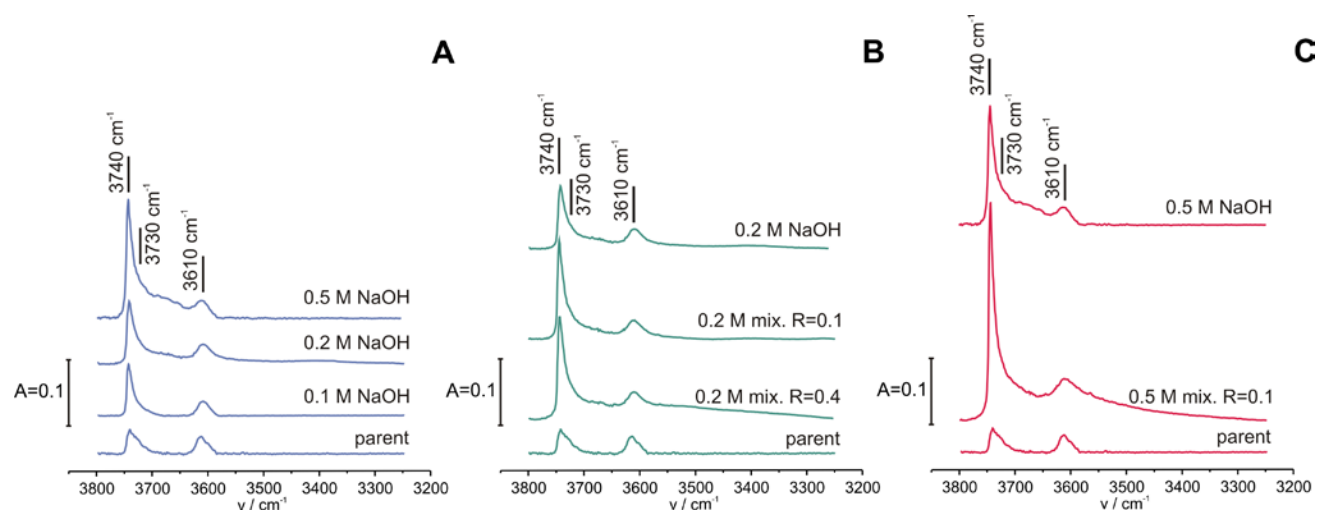 A
3740 cm⁻¹
3730 cm⁻¹
3610 cm⁻¹
0.5 M NaOH
0.2 M NaOH
A=0.1
0.1 M NaOH
parent
3800 3700 3600 3500 3400 3300 3200
ν / cm⁻¹
B
3740 cm⁻¹
3730 cm⁻¹
3610 cm⁻¹
0.2 M NaOH
0.2 M mix. R=0.1
A=0.1
0.2 M mix. R=0.4
parent
3800 3700 3600 3500 3400 3300 3200
ν / cm⁻¹
C
3740 cm⁻¹
3730 cm⁻¹
3610 cm⁻¹
0.5 M NaOH
A=0.1
0.5 M mix. R=0.1
parent
3800 3700 3600 3500 3400 3300 3200
ν / cm⁻¹